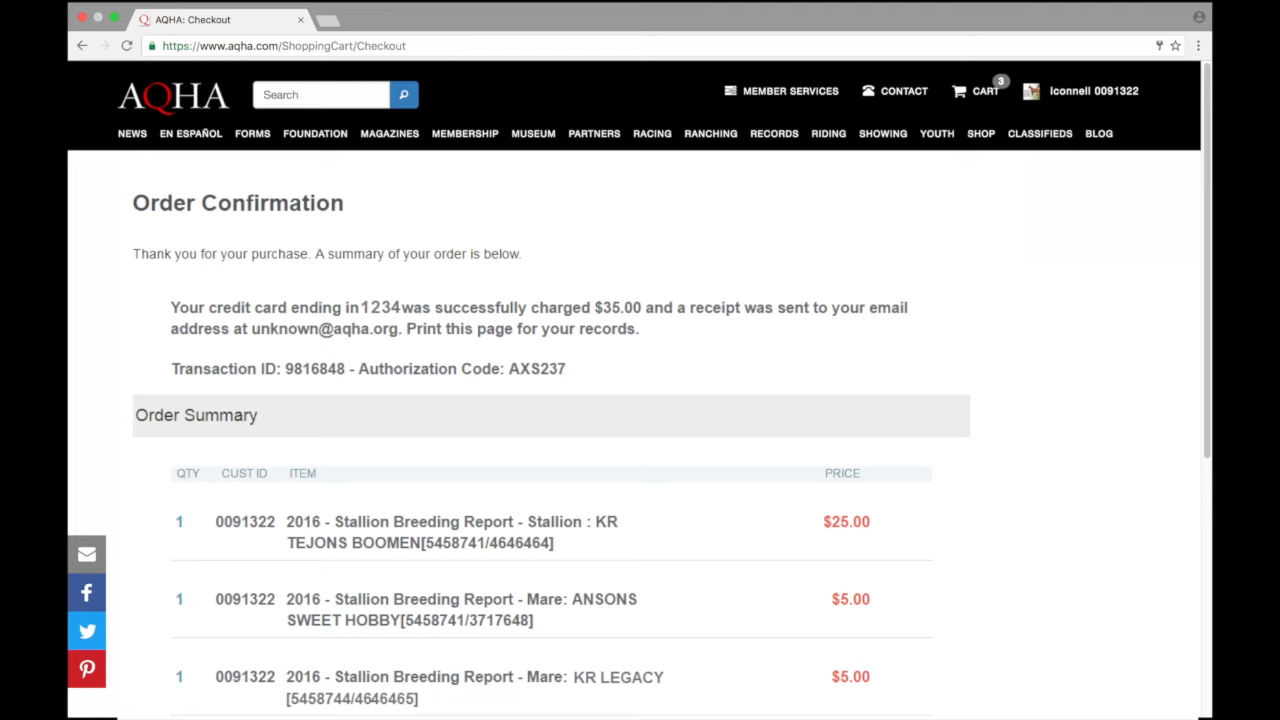 AQHA: Checkout
https://www.aqha.com/ShoppingCart/Checkout
AQHA
Search
MEMBER SERVICES
CONTACT
CART
3
lconnell 0091322
NEWS EN ESPAÑOL FORMS FOUNDATION MAGAZINES MEMBERSHIP MUSEUM PARTNERS RACING RANCHING RECORDS RIDING SHOWING YOUTH SHOP CLASSIFIEDS BLOG
Order Confirmation
Thank you for your purchase. A summary of your order is below.
Your credit card ending in1234was successfully charged $35.00 and a receipt was sent to your email
address at unknown@aqha.org. Print this page for your records.
Transaction ID: 9816848 - Authorization Code: AXS237
Order Summary
QTY CUST ID ITEM PRICE
1 0091322 2016 - Stallion Breeding Report - Stallion : KR $25.00
TEJONS BOOMEN[5458741/4646464]
1 0091322 2016 - Stallion Breeding Report - Mare: ANSONS $5.00
SWEET HOBBY[5458741/3717648]
1 0091322 2016 - Stallion Breeding Report - Mare: KR LEGACY $5.00
[5458744/4646465]